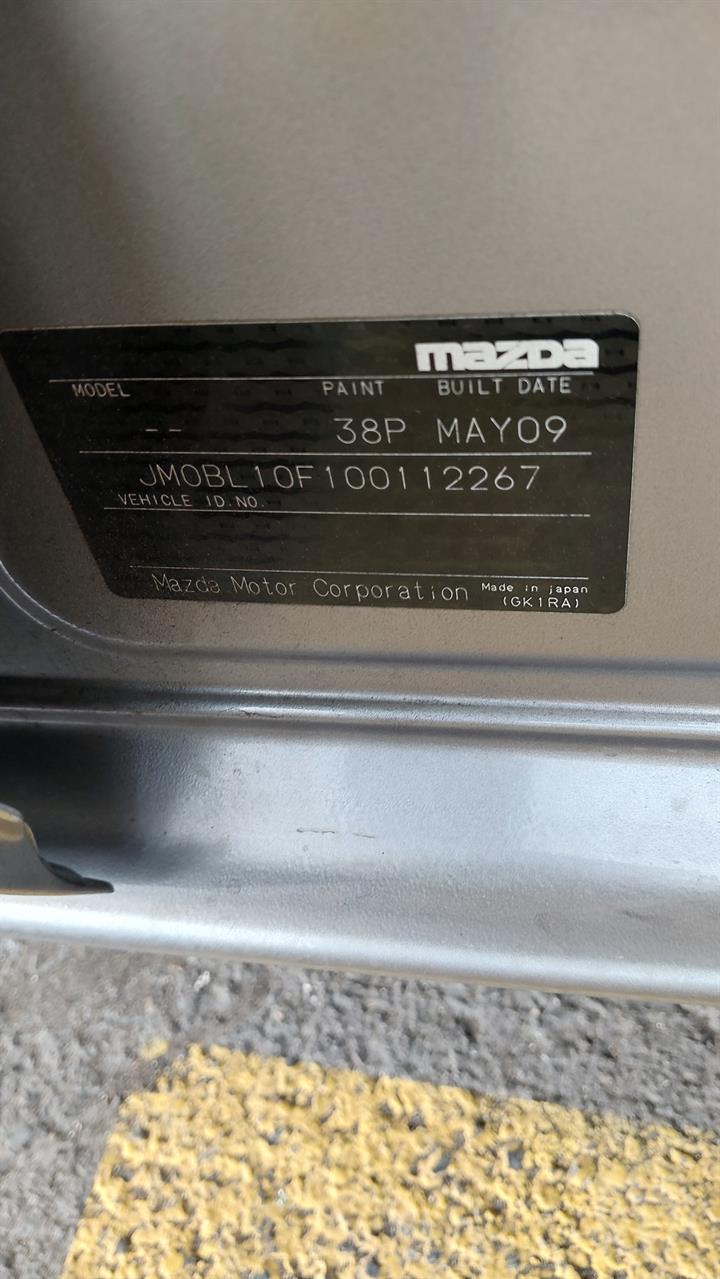 mazda
MODEL PAINT BUILT DATE
-- 38P MAY09
JM0BL10F100112267
VEHICLE ID.NO.
Mazda Motor Corporation Made in japan
(GK1RA)